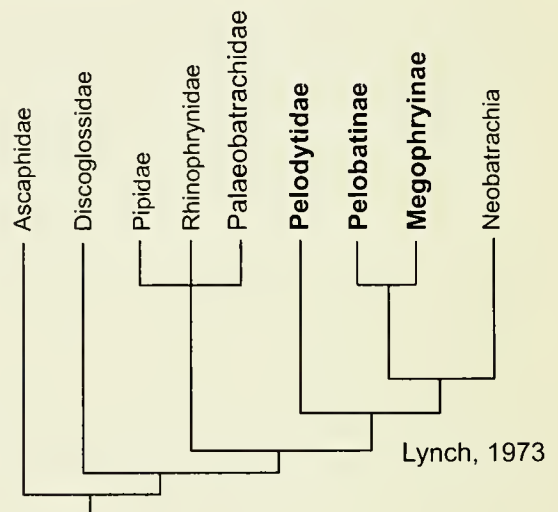 Ascaphidae
Discoglossidae
Pipidae
Rhinophrynidae
Palaeobatrachidae
Pelodytidae
Pelobatinae
Megophryinae
Neobatrachia
Lynch, 1973